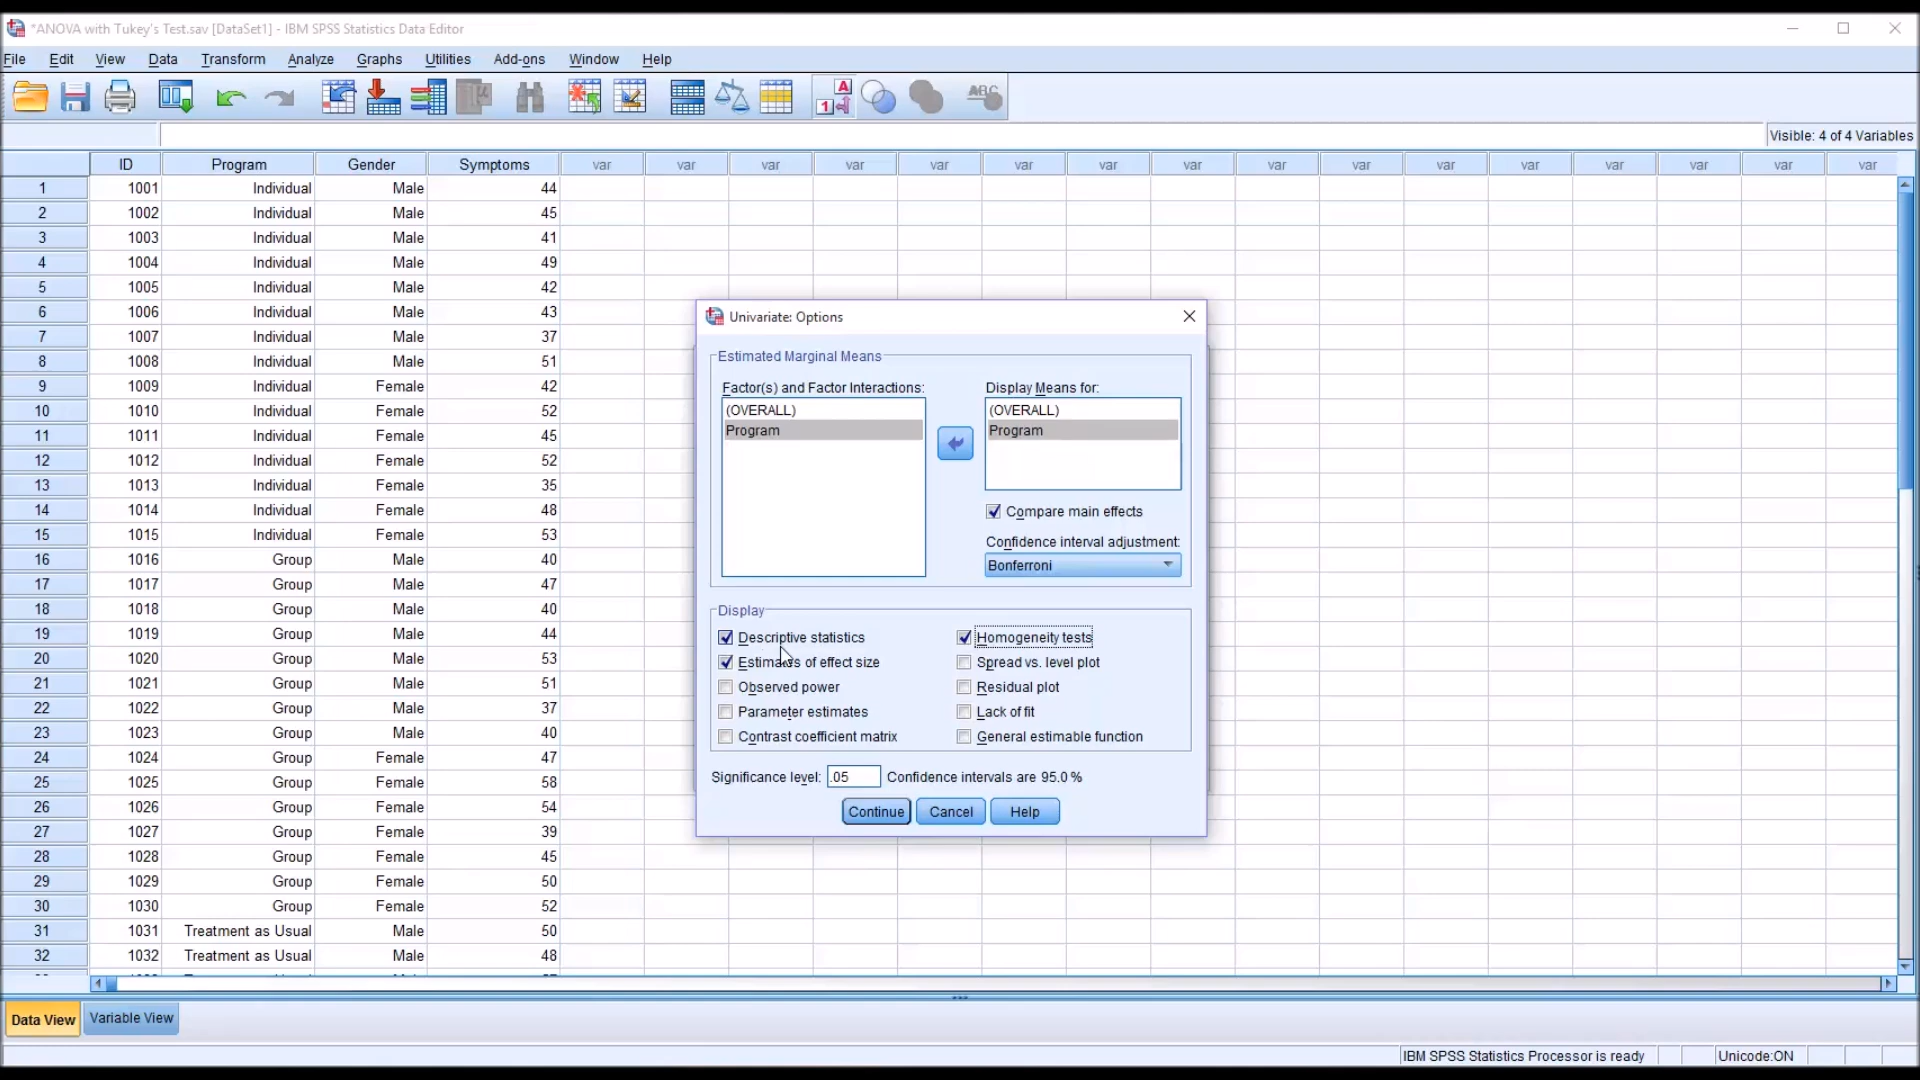 *ANOVA with Tukey's Test.sav [DataSet1] - IBM SPSS Statistics Data Editor
File Edit View Data Transform Analyze Graphs Utilities Add-ons Window Help
Visible: 4 of 4 Variables
ID Program Gender Symptoms var var var var var var var var var var var var var var var var
1 1001 Individual Male 44
2 1002 Individual Male 45
3 1003 Individual Male 41
4 1004 Individual Male 49
5 1005 Individual Male 42
6 1006 Individual Male 43
7 1007 Individual Male 37
8 1008 Individual Male 51
9 1009 Individual Female 42
10 1010 Individual Female 52
11 1011 Individual Female 45
12 1012 Individual Female 52
13 1013 Individual Female 35
14 1014 Individual Female 48
15 1015 Individual Female 53
16 1016 Group Male 40
17 1017 Group Male 47
18 1018 Group Male 40
19 1019 Group Male 44
20 1020 Group Male 53
21 1021 Group Male 51
22 1022 Group Male 37
23 1023 Group Male 40
24 1024 Group Female 47
25 1025 Group Female 58
26 1026 Group Female 54
27 1027 Group Female 39
28 1028 Group Female 45
29 1029 Group Female 50
30 1030 Group Female 52
31 1031 Treatment as Usual Male 50
32 1032 Treatment as Usual Male 48
Univariate: Options
Estimated Marginal Means
Factor(s) and Factor Interactions: Display Means for:
(OVERALL) (OVERALL)
Program Program
Compare main effects
Confidence interval adjustment:
Bonferroni
Display
Descriptive statistics Homogeneity tests
Estimates of effect size Spread vs. level plot
Observed power Residual plot
Parameter estimates Lack of fit
Contrast coefficient matrix General estimable function
Significance level: .05 Confidence intervals are 95.0 %
Continue Cancel Help
Data View Variable View
IBM SPSS Statistics Processor is ready Unicode:ON